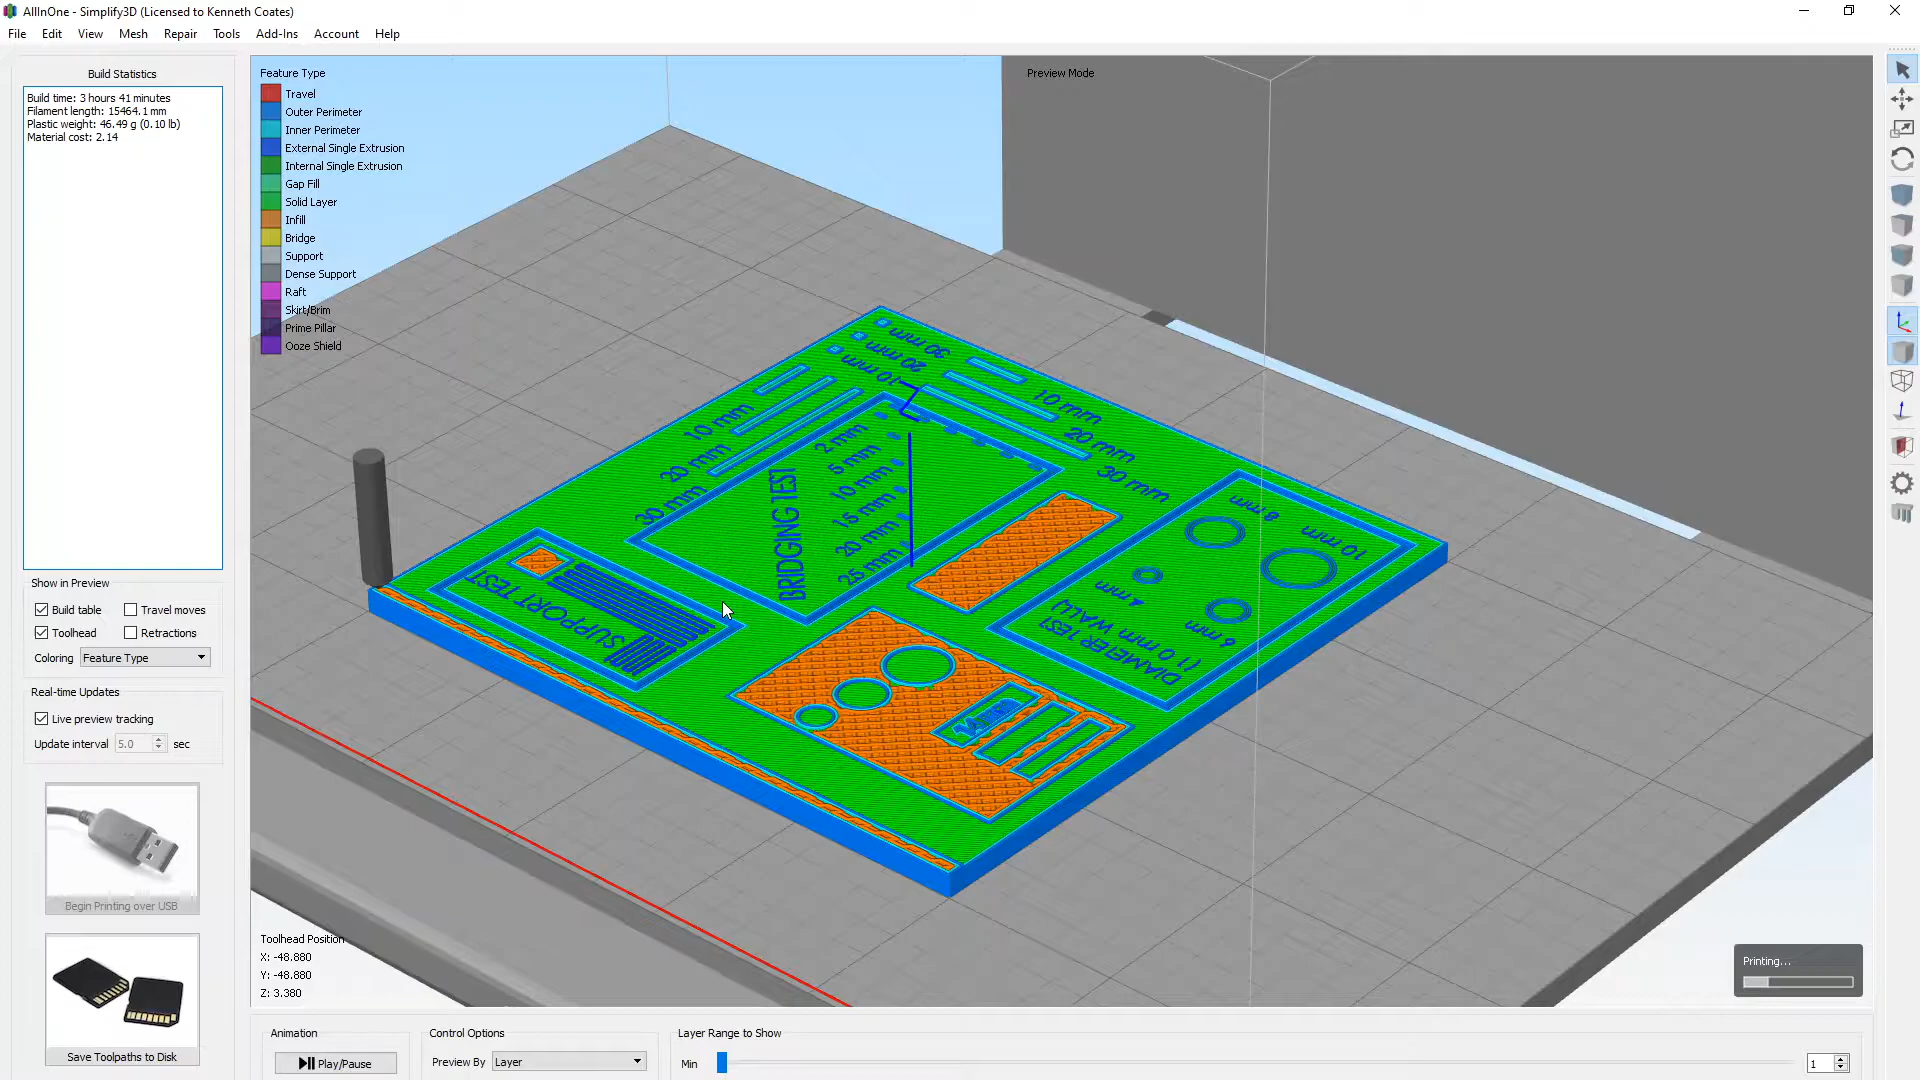 AllInOne - Simplify3D (Licensed to Kenneth Coates)
File Edit View Mesh Repair Tools Add-Ins Account Help
Build Statistics
Build time: 3 hours 41 minutes
Filament length: 15464.1 mm
Plastic weight: 46.49 g (0.10 lb)
Material cost: 2.14
Show in Preview
Build table Travel moves
Toolhead Retractions
Coloring Feature Type
Real-time Updates
Live preview tracking
Update interval 5.0 sec
Begin Printing over USB
Save Toolpaths to Disk
Feature Type
Travel
Outer Perimeter
Inner Perimeter
External Single Extrusion
Internal Single Extrusion
Gap Fill
Solid Layer
Infill
Bridge
Support
Dense Support
Raft
Skirt/Brim
Prime Pillar
Ooze Shield
Preview Mode
30 mm
20 mm
10 mm
10 mm
20 mm
30 mm
10 mm
20 mm
30 mm
BRIDGING TEST
2 mm
5 mm
10 mm
15 mm
20 mm
25 mm
SUPPORT TEST
8 mm
10 mm
4 mm
6 mm
DIAMETER TEST
(1.0 mm WALL)
Toolhead Position
X: -48.880
Y: -48.880
Z: 3.380
Printing...
Animation
Play/Pause
Control Options
Preview By Layer
Layer Range to Show
Min 1